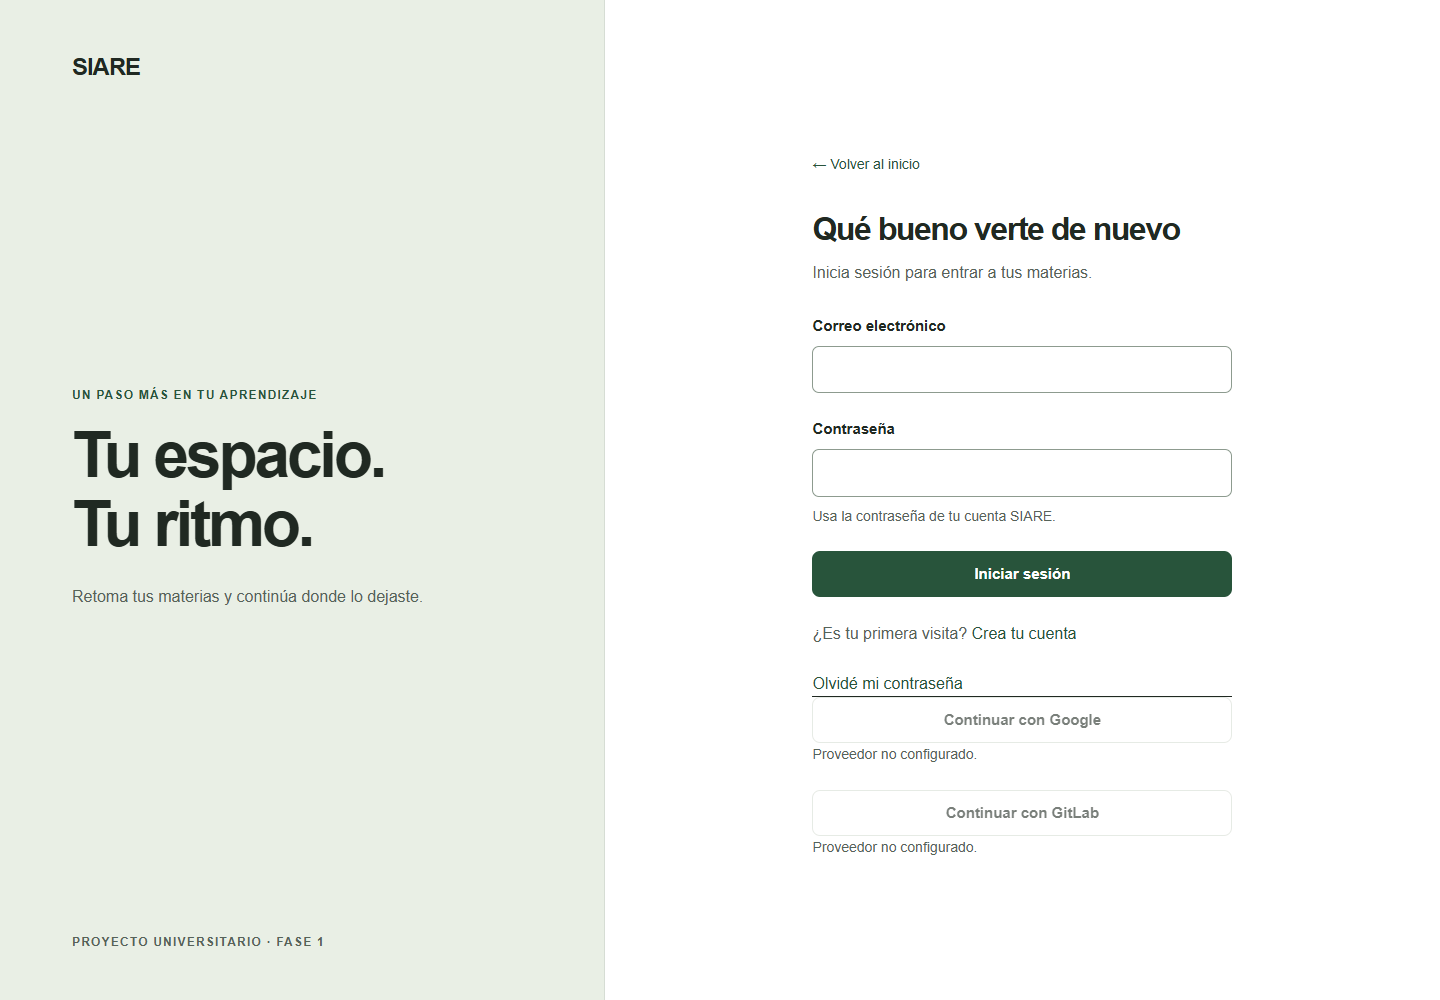 SIARE
UN PASO MÁS EN TU APRENDIZAJE
Tu espacio.
Tu ritmo.
Retoma tus materias y continúa donde lo dejaste.
PROYECTO UNIVERSITARIO · FASE 1
← Volver al inicio
Qué bueno verte de nuevo
Inicia sesión para entrar a tus materias.
Correo electrónico
Contraseña
Usa la contraseña de tu cuenta SIARE.
Iniciar sesión
¿Es tu primera visita? Crea tu cuenta
Olvidé mi contraseña
Continuar con Google
Proveedor no configurado.
Continuar con GitLab
Proveedor no configurado.